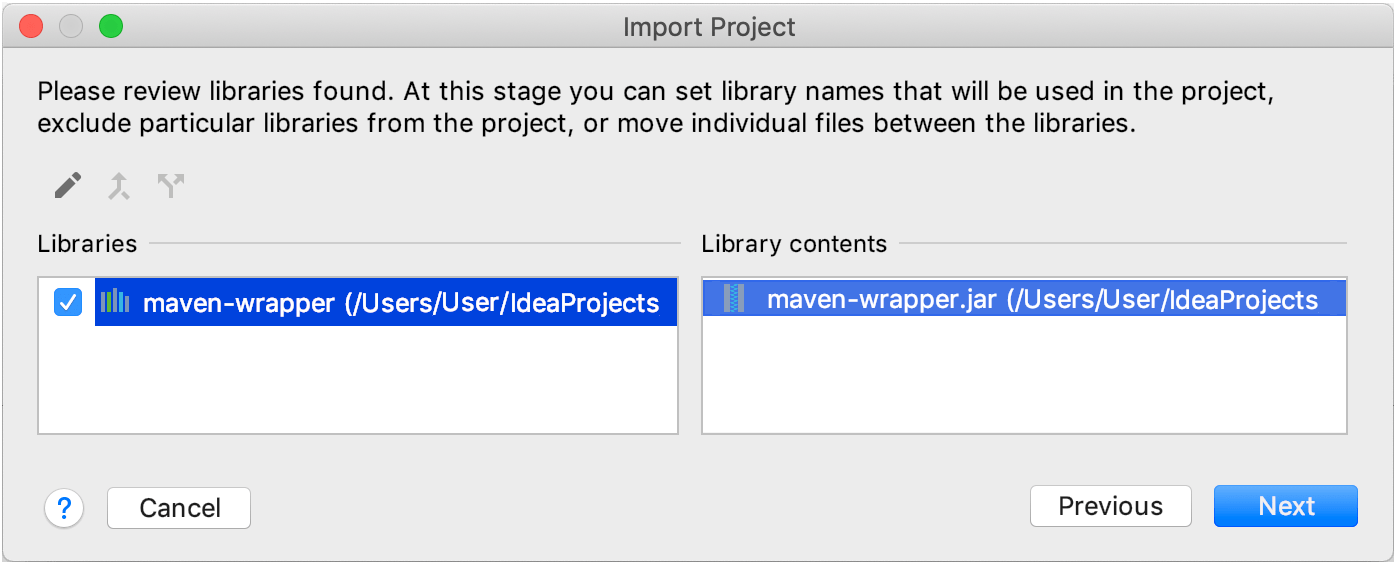 Import Project
Please review libraries found. At this stage you can set library names that will be used in the project,
exclude particular libraries from the project, or move individual files between the libraries.
Libraries
Library contents
maven-wrapper (/Users/User/IdeaProjects
maven-wrapper.jar (/Users/User/IdeaProjects
?
Cancel
Previous
Next